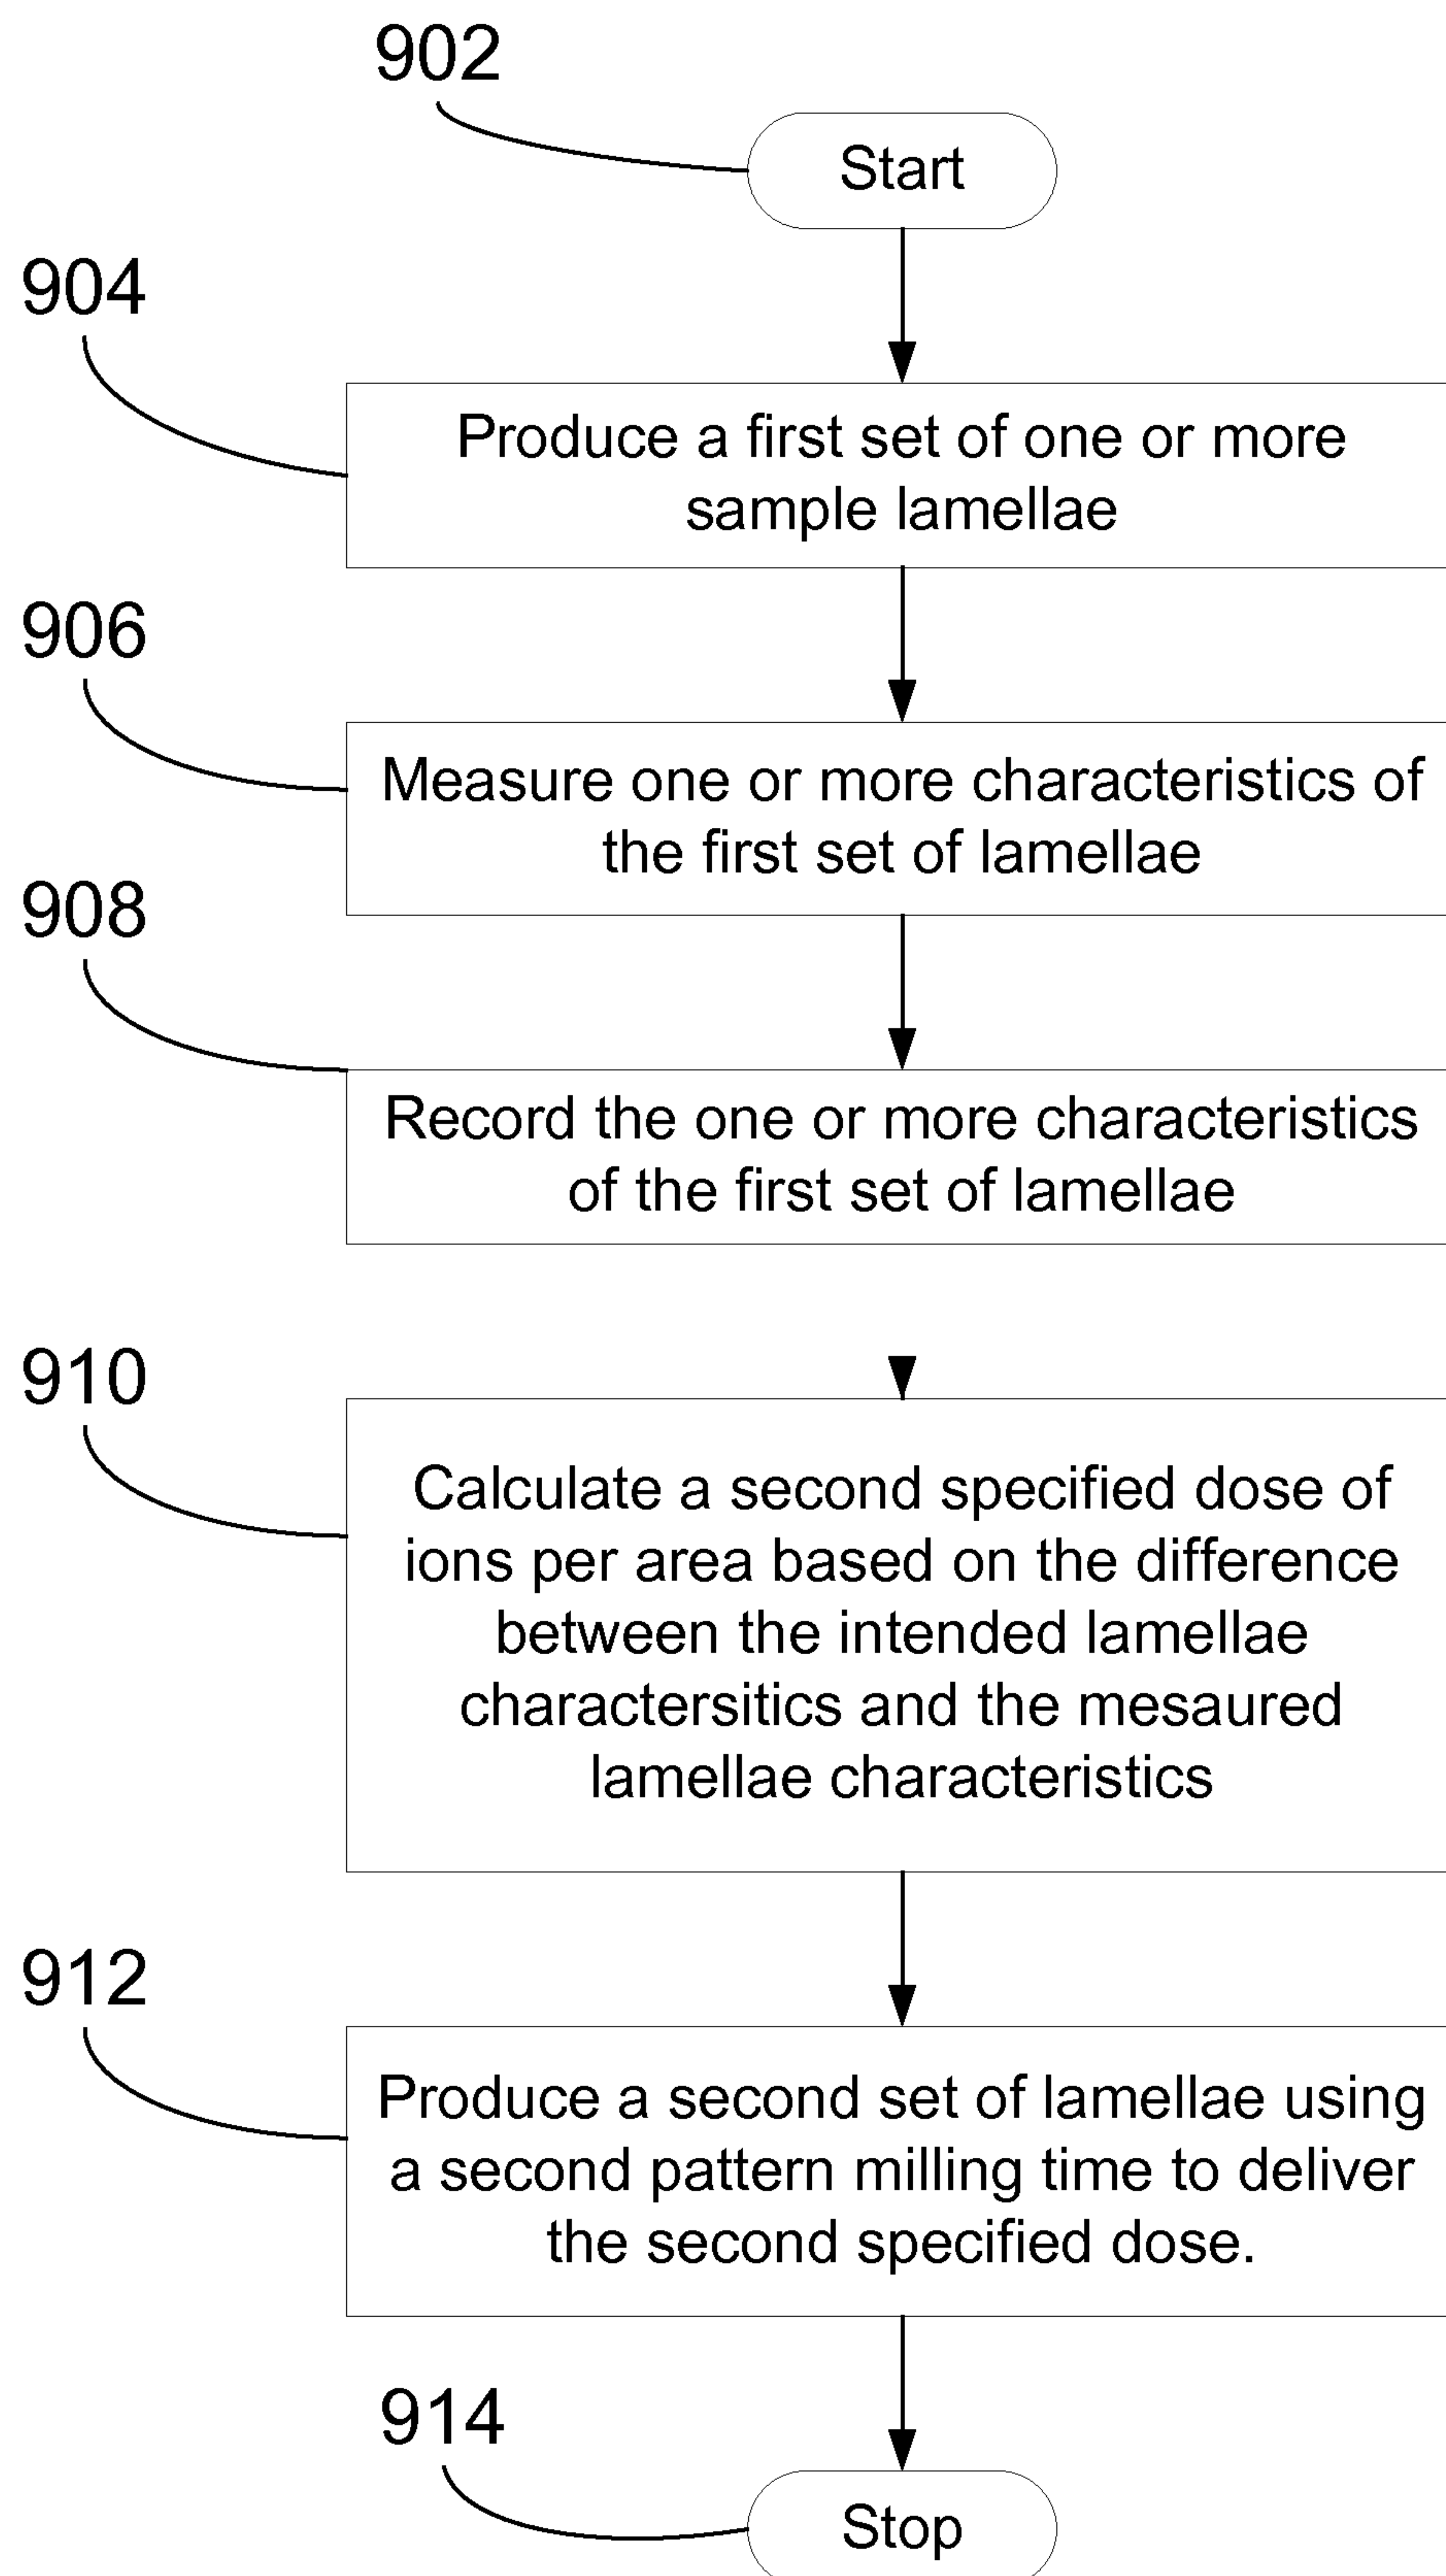 902
Start
904
Produce a first set of one or more
sample lamellae
906
Measure one or more characteristics of
the first set of lamellae
908
Record the one or more characteristics
of the first set of lamellae
910
Calculate a second specified dose of
ions per area based on the difference
between the intended lamellae
charactersitics and the mesaured
lamellae characteristics
912
Produce a second set of lamellae using
a second pattern milling time to deliver
the second specified dose.
914
Stop